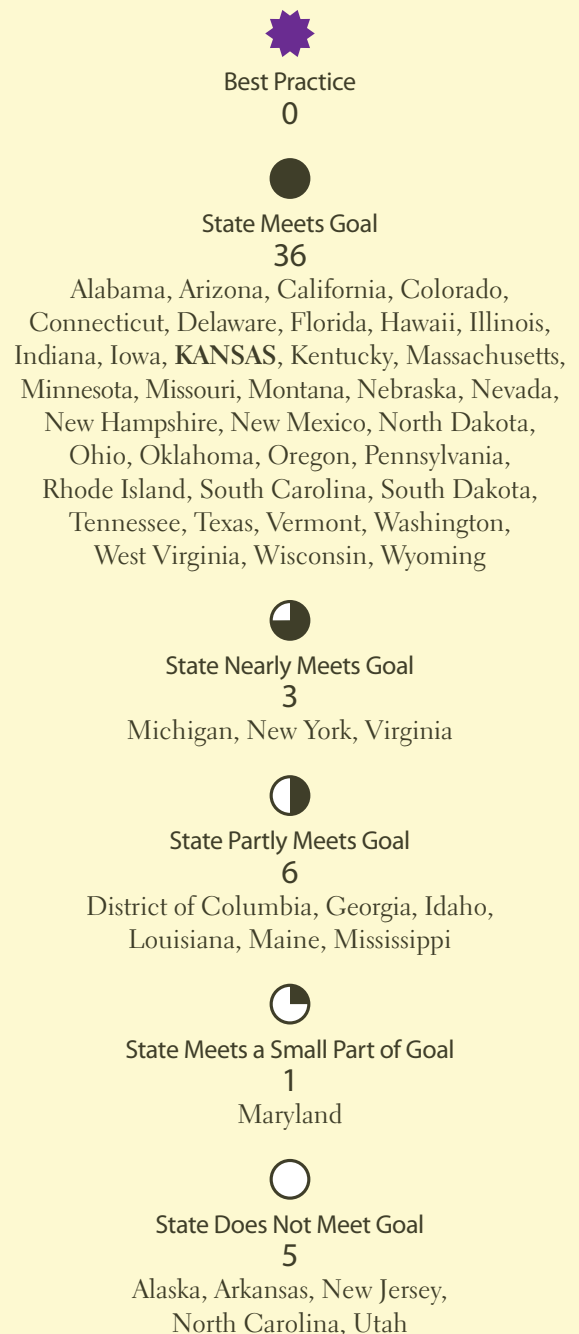 Best Practice
0
State Meets Goal
36
Alabama, Arizona, California, Colorado,
Connecticut, Delaware, Florida, Hawaii, Illinois,
Indiana, Iowa, KANSAS, Kentucky, Massachusetts,
Minnesota, Missouri, Montana, Nebraska, Nevada,
New Hampshire, New Mexico, North Dakota,
Ohio, Oklahoma, Oregon, Pennsylvania,
Rhode Island, South Carolina, South Dakota,
Tennessee, Texas, Vermont, Washington,
West Virginia, Wisconsin, Wyoming
State Nearly Meets Goal
3
Michigan, New York, Virginia
State Partly Meets Goal
6
District of Columbia, Georgia, Idaho,
Louisiana, Maine, Mississippi
State Meets a Small Part of Goal
1
Maryland
State Does Not Meet Goal
5
Alaska, Arkansas, New Jersey,
North Carolina, Utah